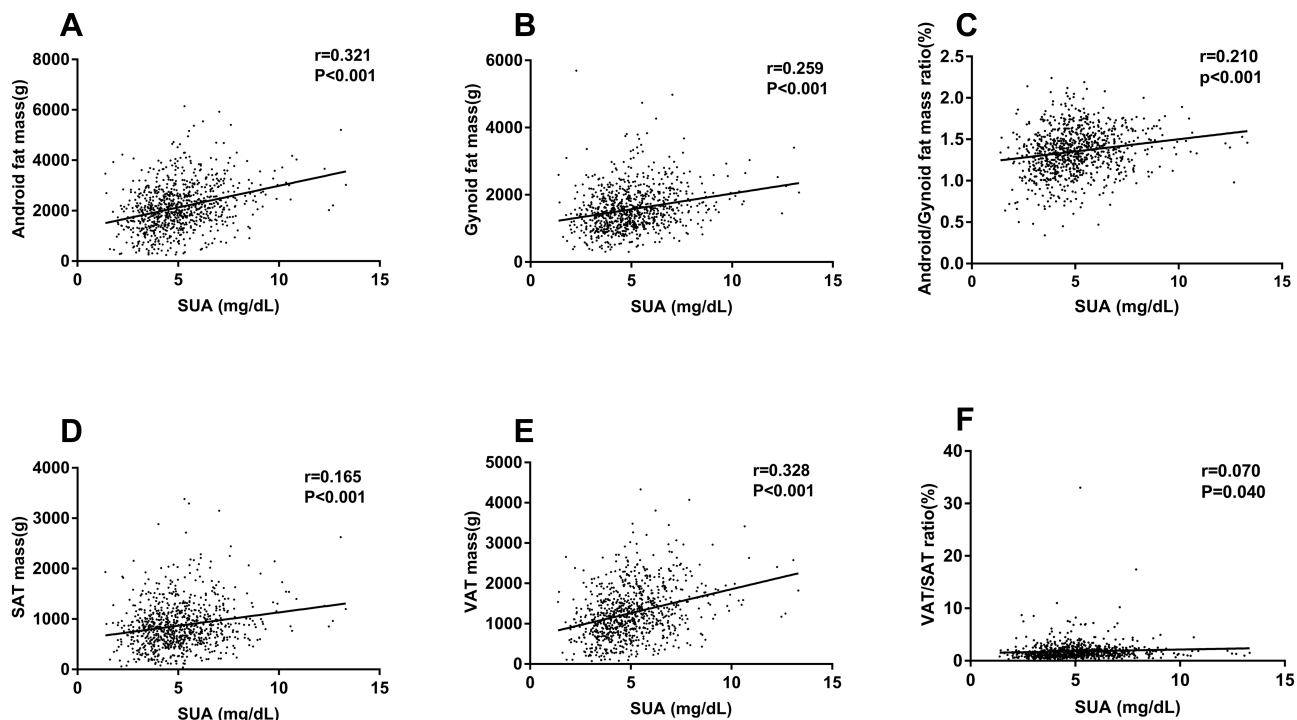 A
r=0.321
P<0.001
Android fat mass(g)
8000
6000
4000
2000
0
0 5 10 15
SUA (mg/dL)
B
r=0.259
P<0.001
Gynoid fat mass(g)
6000
4000
2000
0
0 5 10 15
SUA (mg/dL)
C
r=0.210
p<0.001
Android/Gynoid fat mass ratio(%)
2.5
2.0
1.5
1.0
0.5
0.0
0 5 10 15
SUA (mg/dL)
D
r=0.165
P<0.001
SAT mass(g)
4000
3000
2000
1000
0
0 5 10 15
SUA (mg/dL)
E
r=0.328
P<0.001
VAT mass(g)
5000
4000
3000
2000
1000
0
0 5 10 15
SUA (mg/dL)
F
r=0.070
P=0.040
VAT/SAT ratio(%)
40
30
20
10
0
0 5 10 15
SUA (mg/dL)